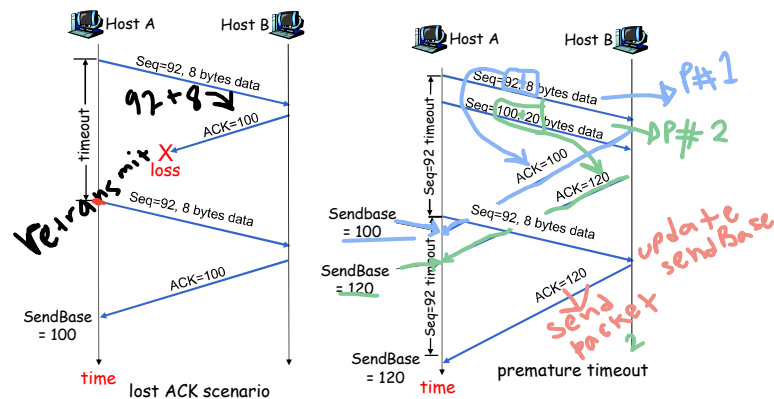 Host A
Host B
Seq=92, 8 bytes data
92+8
ACK=100
timeout
X
loss
retransmit
Seq=92, 8 bytes data
ACK=100
SendBase
= 100
time
lost ACK scenario
Host A
Host B
Seq=92, 8 bytes data
P#1
Seq=100, 20 bytes data
P#2
Seq=92 timeout
ACK=100
ACK=120
Sendbase
= 100
Seq=92, 8 bytes data
update
sendBase
SendBase
= 120
Seq=92 timeout
ACK=120
send
packet
2
SendBase
= 120
time
premature timeout